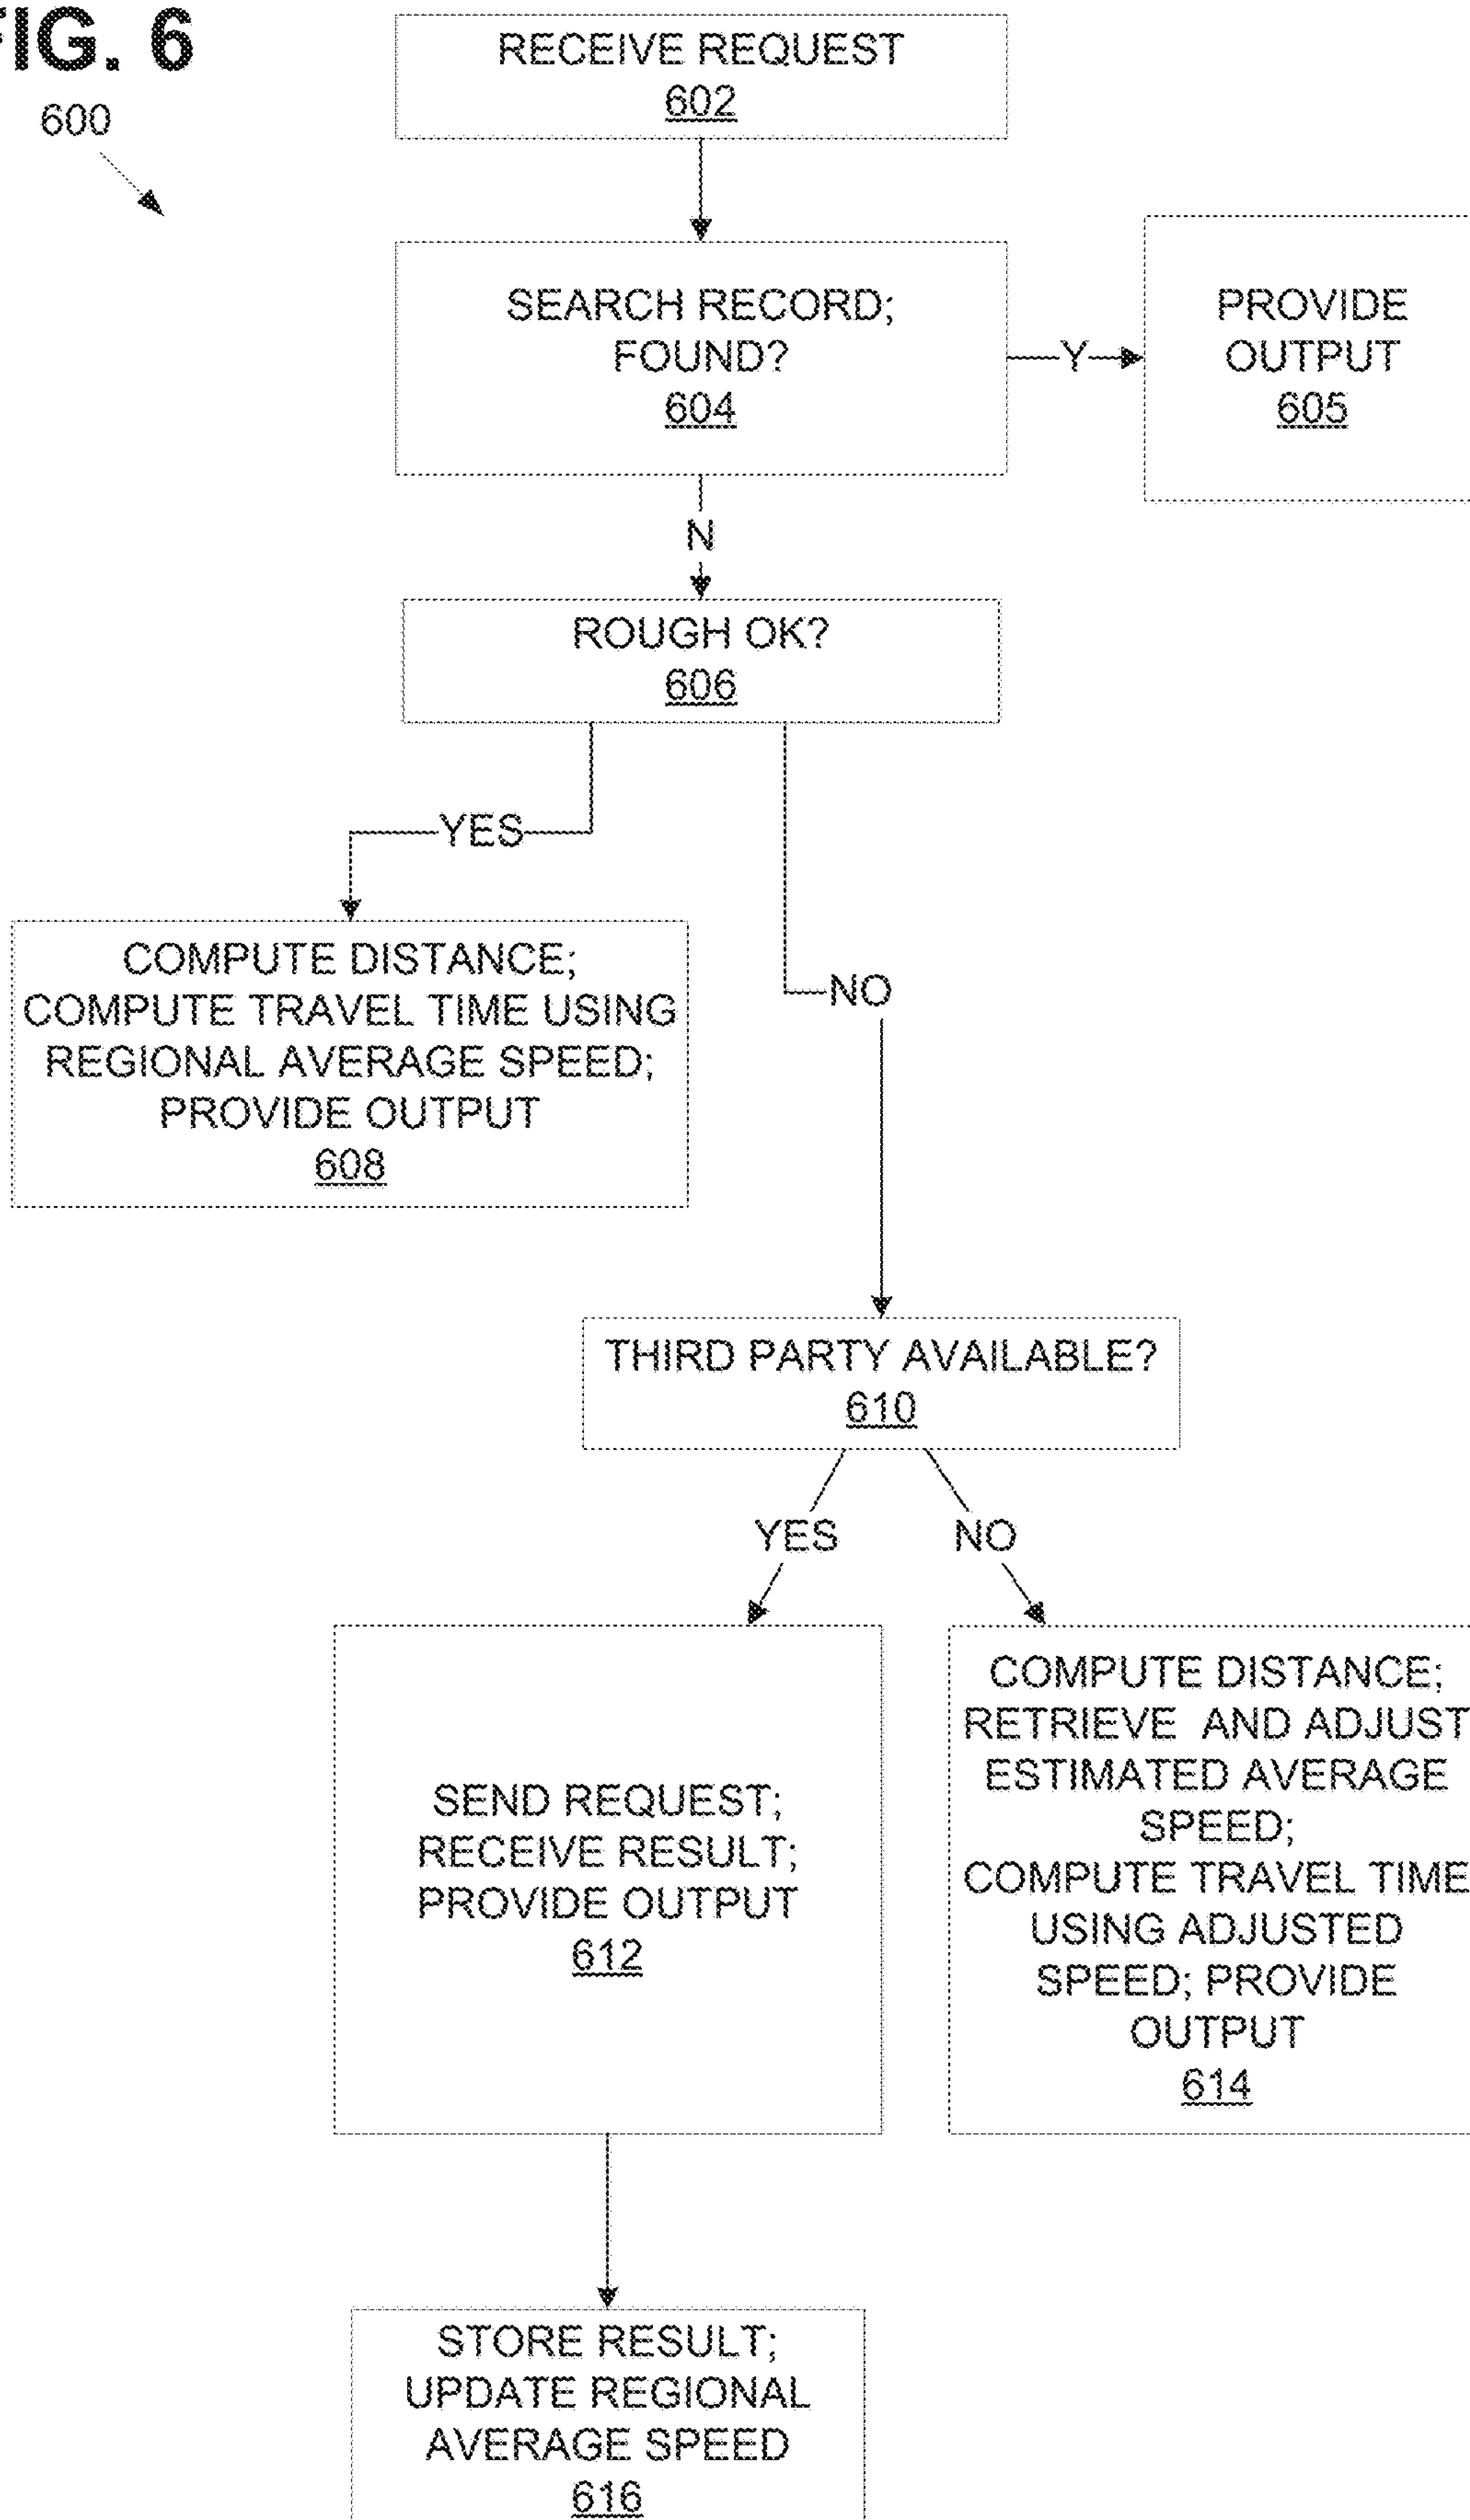 FIG. 6
600
RECEIVE REQUEST
602
SEARCH RECORD;
FOUND?
604
Y
PROVIDE
OUTPUT
605
N
ROUGH OK?
606
YES
COMPUTE DISTANCE;
COMPUTE TRAVEL TIME USING
REGIONAL AVERAGE SPEED;
PROVIDE OUTPUT
608
NO
THIRD PARTY AVAILABLE?
610
YES
NO
SEND REQUEST;
RECEIVE RESULT;
PROVIDE OUTPUT
612
COMPUTE DISTANCE;
RETRIEVE AND ADJUST
ESTIMATED AVERAGE
SPEED;
COMPUTE TRAVEL TIME
USING ADJUSTED
SPEED; PROVIDE
OUTPUT
614
STORE RESULT;
UPDATE REGIONAL
AVERAGE SPEED
616